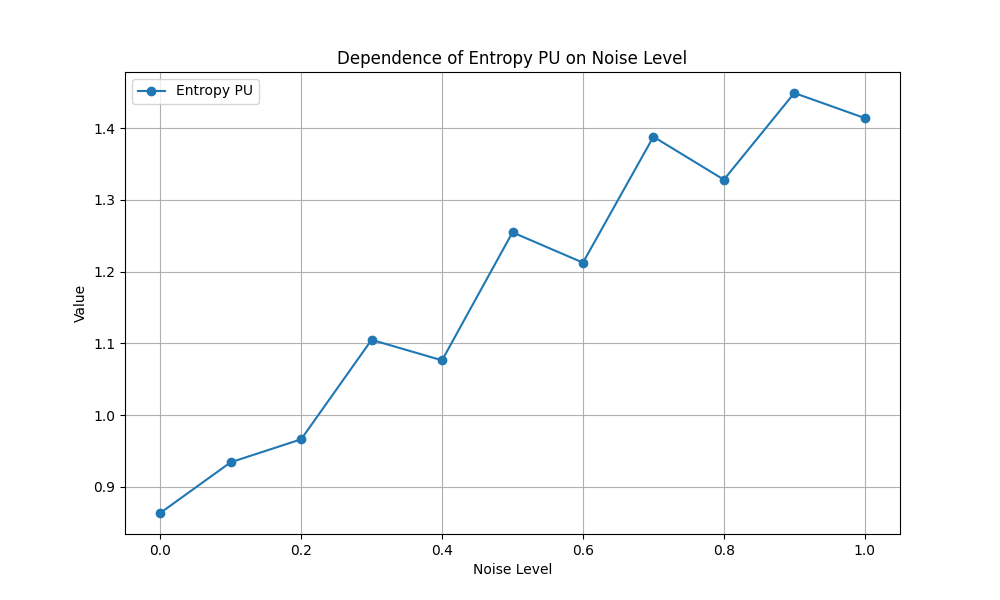 Dependence of Entropy PU on Noise Level
Entropy PU
1.4
1.3
1.2
1.1
1.0
0.9
Value
0.0 0.2 0.4 0.6 0.8 1.0
Noise Level